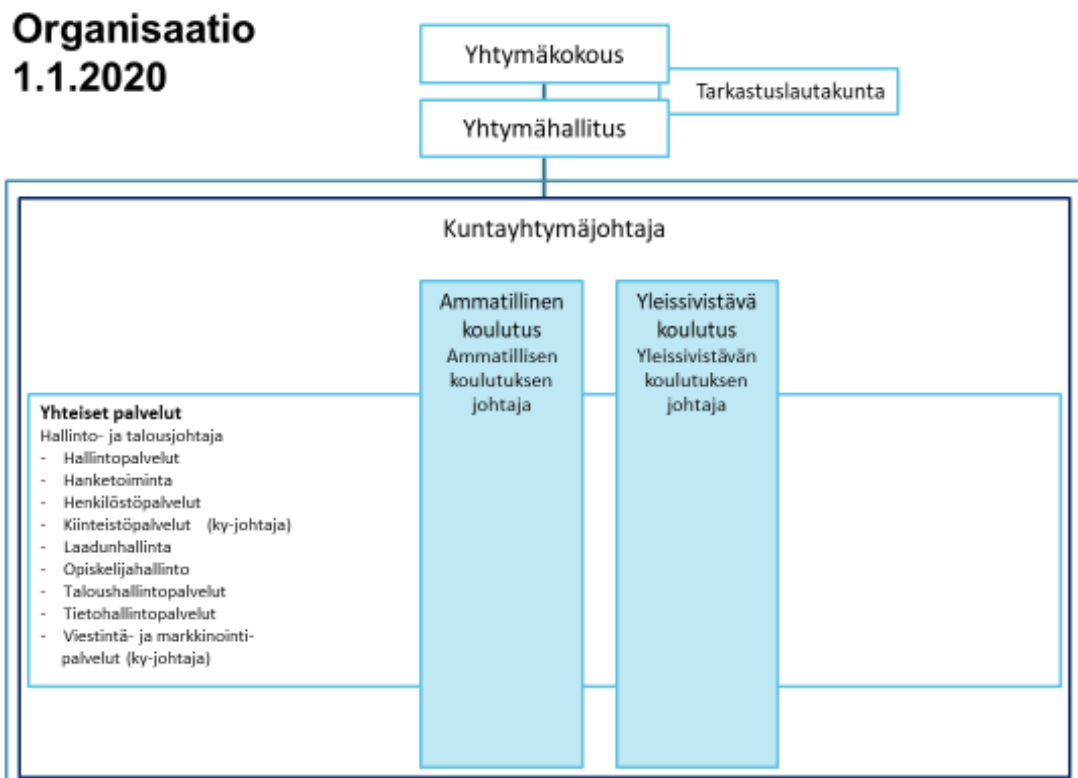 Organisaatio
1.1.2020
Yhtymäkokous
Tarkastuslautakunta
Yhtymähallitus
Kuntayhtymäjohtaja
Ammatillinen
koulutus
Ammatillisen
koulutuksen
johtaja
Yleissivistävä
koulutus
Yleissivistävän
koulutuksen
johtaja
Yhteiset palvelut
Hallinto- ja talousjohtaja
- Hallintopalvelut
- Hanketoiminta
- Henkilöstöpalvelut
- Kiinteistöpalvelut (ky-johtaja)
- Laadunhallinta
- Opiskelijahallinto
- Taloushallintopalvelut
- Tietohallintopalvelut
- Viestintä- ja markkinointi-
palvelut (ky-johtaja)